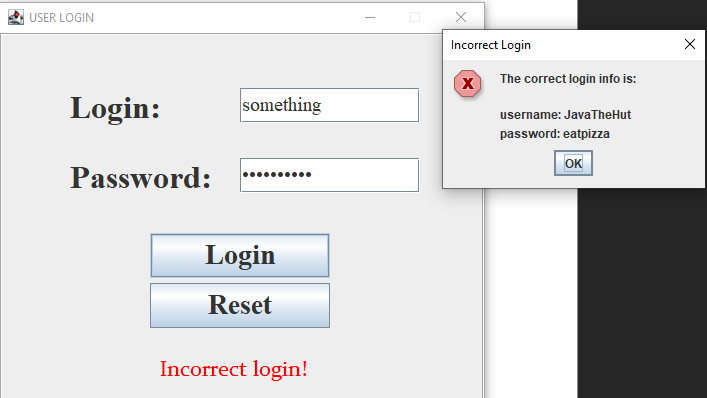 USER LOGIN
Login:
something
Password:
••••••••••
Login
Reset
Incorrect login!
Incorrect Login
The correct login info is:
username: JavaTheHut
password: eatpizza
OK